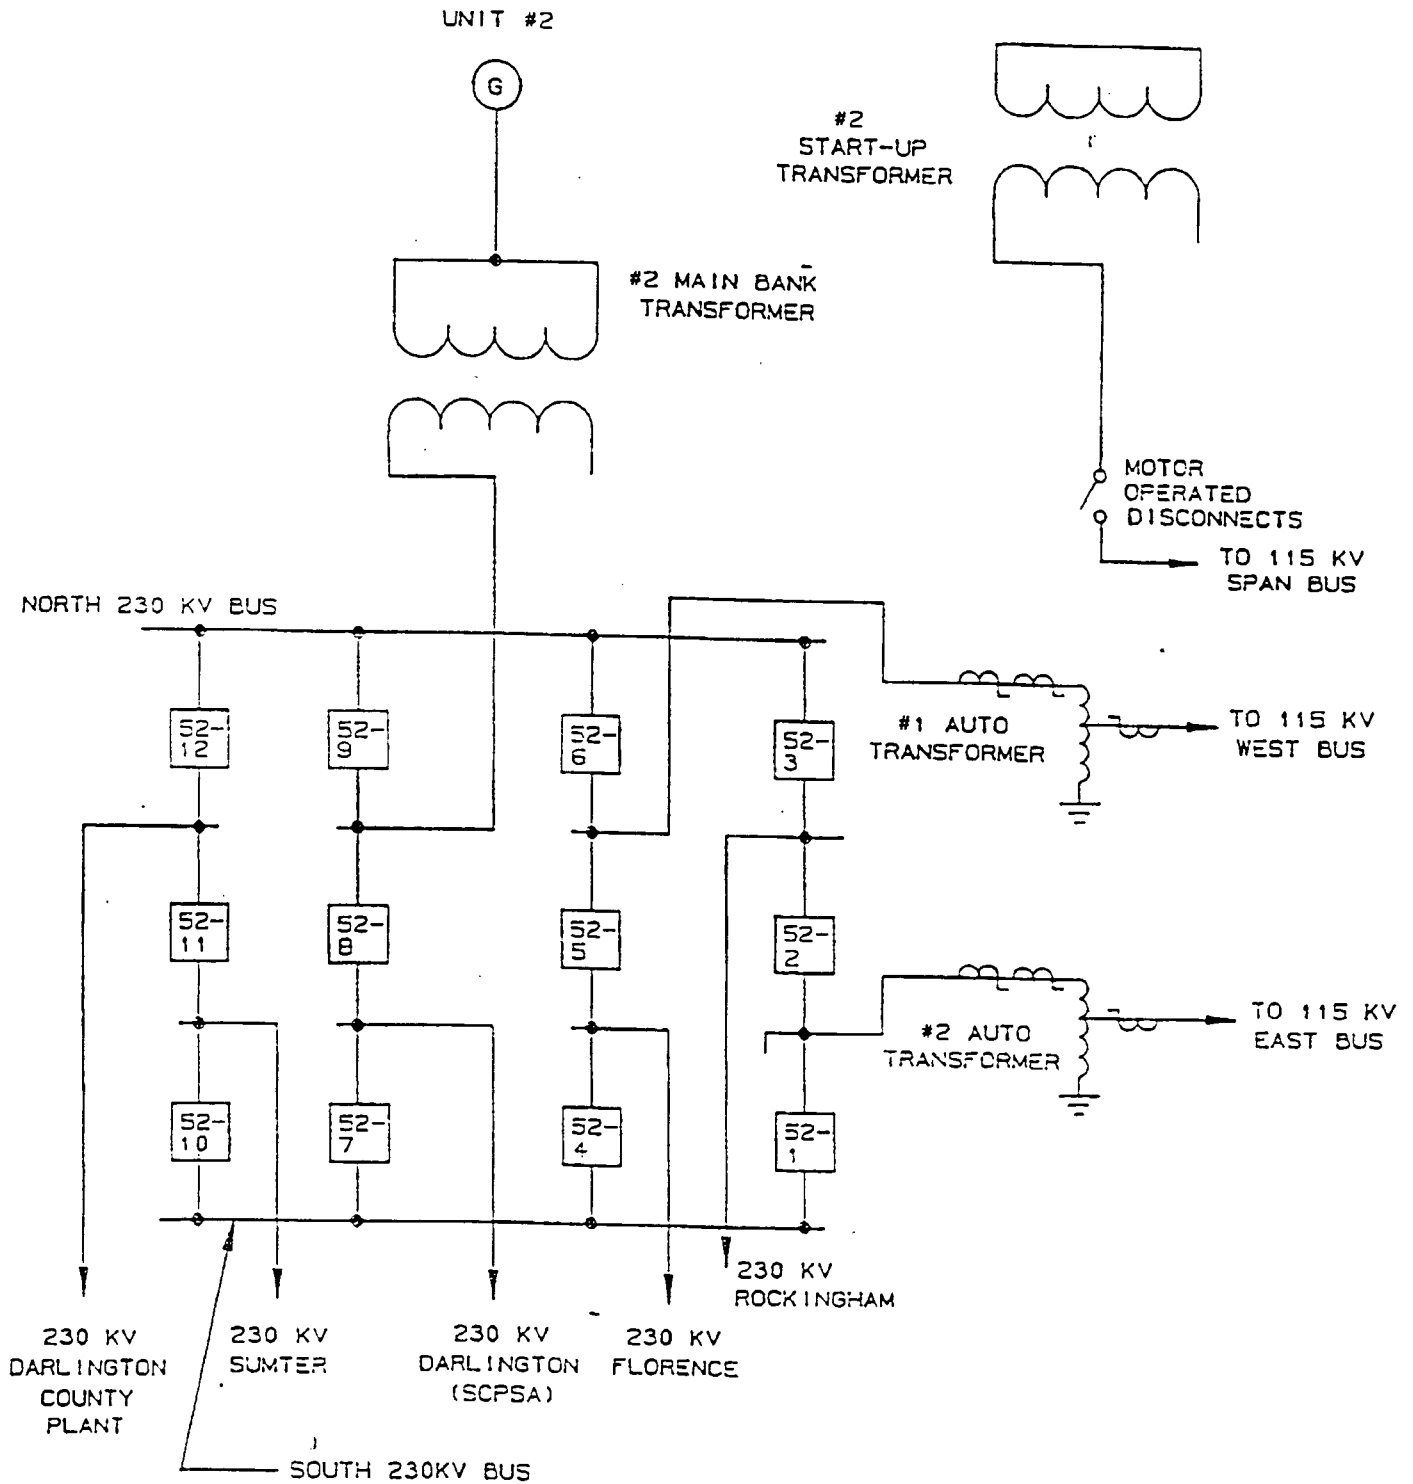 UNIT #2
G
#2
START-UP
TRANSFORMER
#2 MAIN BANK
TRANSFORMER
MOTOR
OPERATED
DISCONNECTS
TO 115 KV
SPAN BUS
NORTH 230 KV BUS
52-
12
52-
9
52-
6
52-
3
#1 AUTO
TRANSFORMER
TO 115 KV
WEST BUS
52-
11
52-
8
52-
5
52-
2
#2 AUTO
TRANSFORMER
TO 115 KV
EAST BUS
52-
10
52-
7
52-
4
52-
1
230 KV
ROCKINGHAM
230 KV
DARLINGTON
COUNTY
PLANT
230 KV
SUMTER
230 KV
DARLINGTON
(SCPSA)
230 KV
FLORENCE
SOUTH 230KV BUS